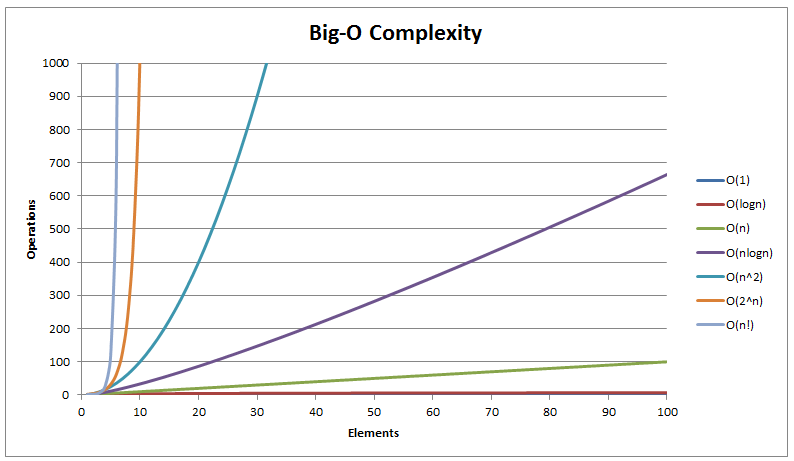 Big-O Complexity
1000
900
800
700
600
500
400
300
200
100
0
Operations
0 10 20 30 40 50 60 70 80 90 100
Elements
O(1)
O(logn)
O(n)
O(nlogn)
O(n^2)
O(2^n)
O(n!)